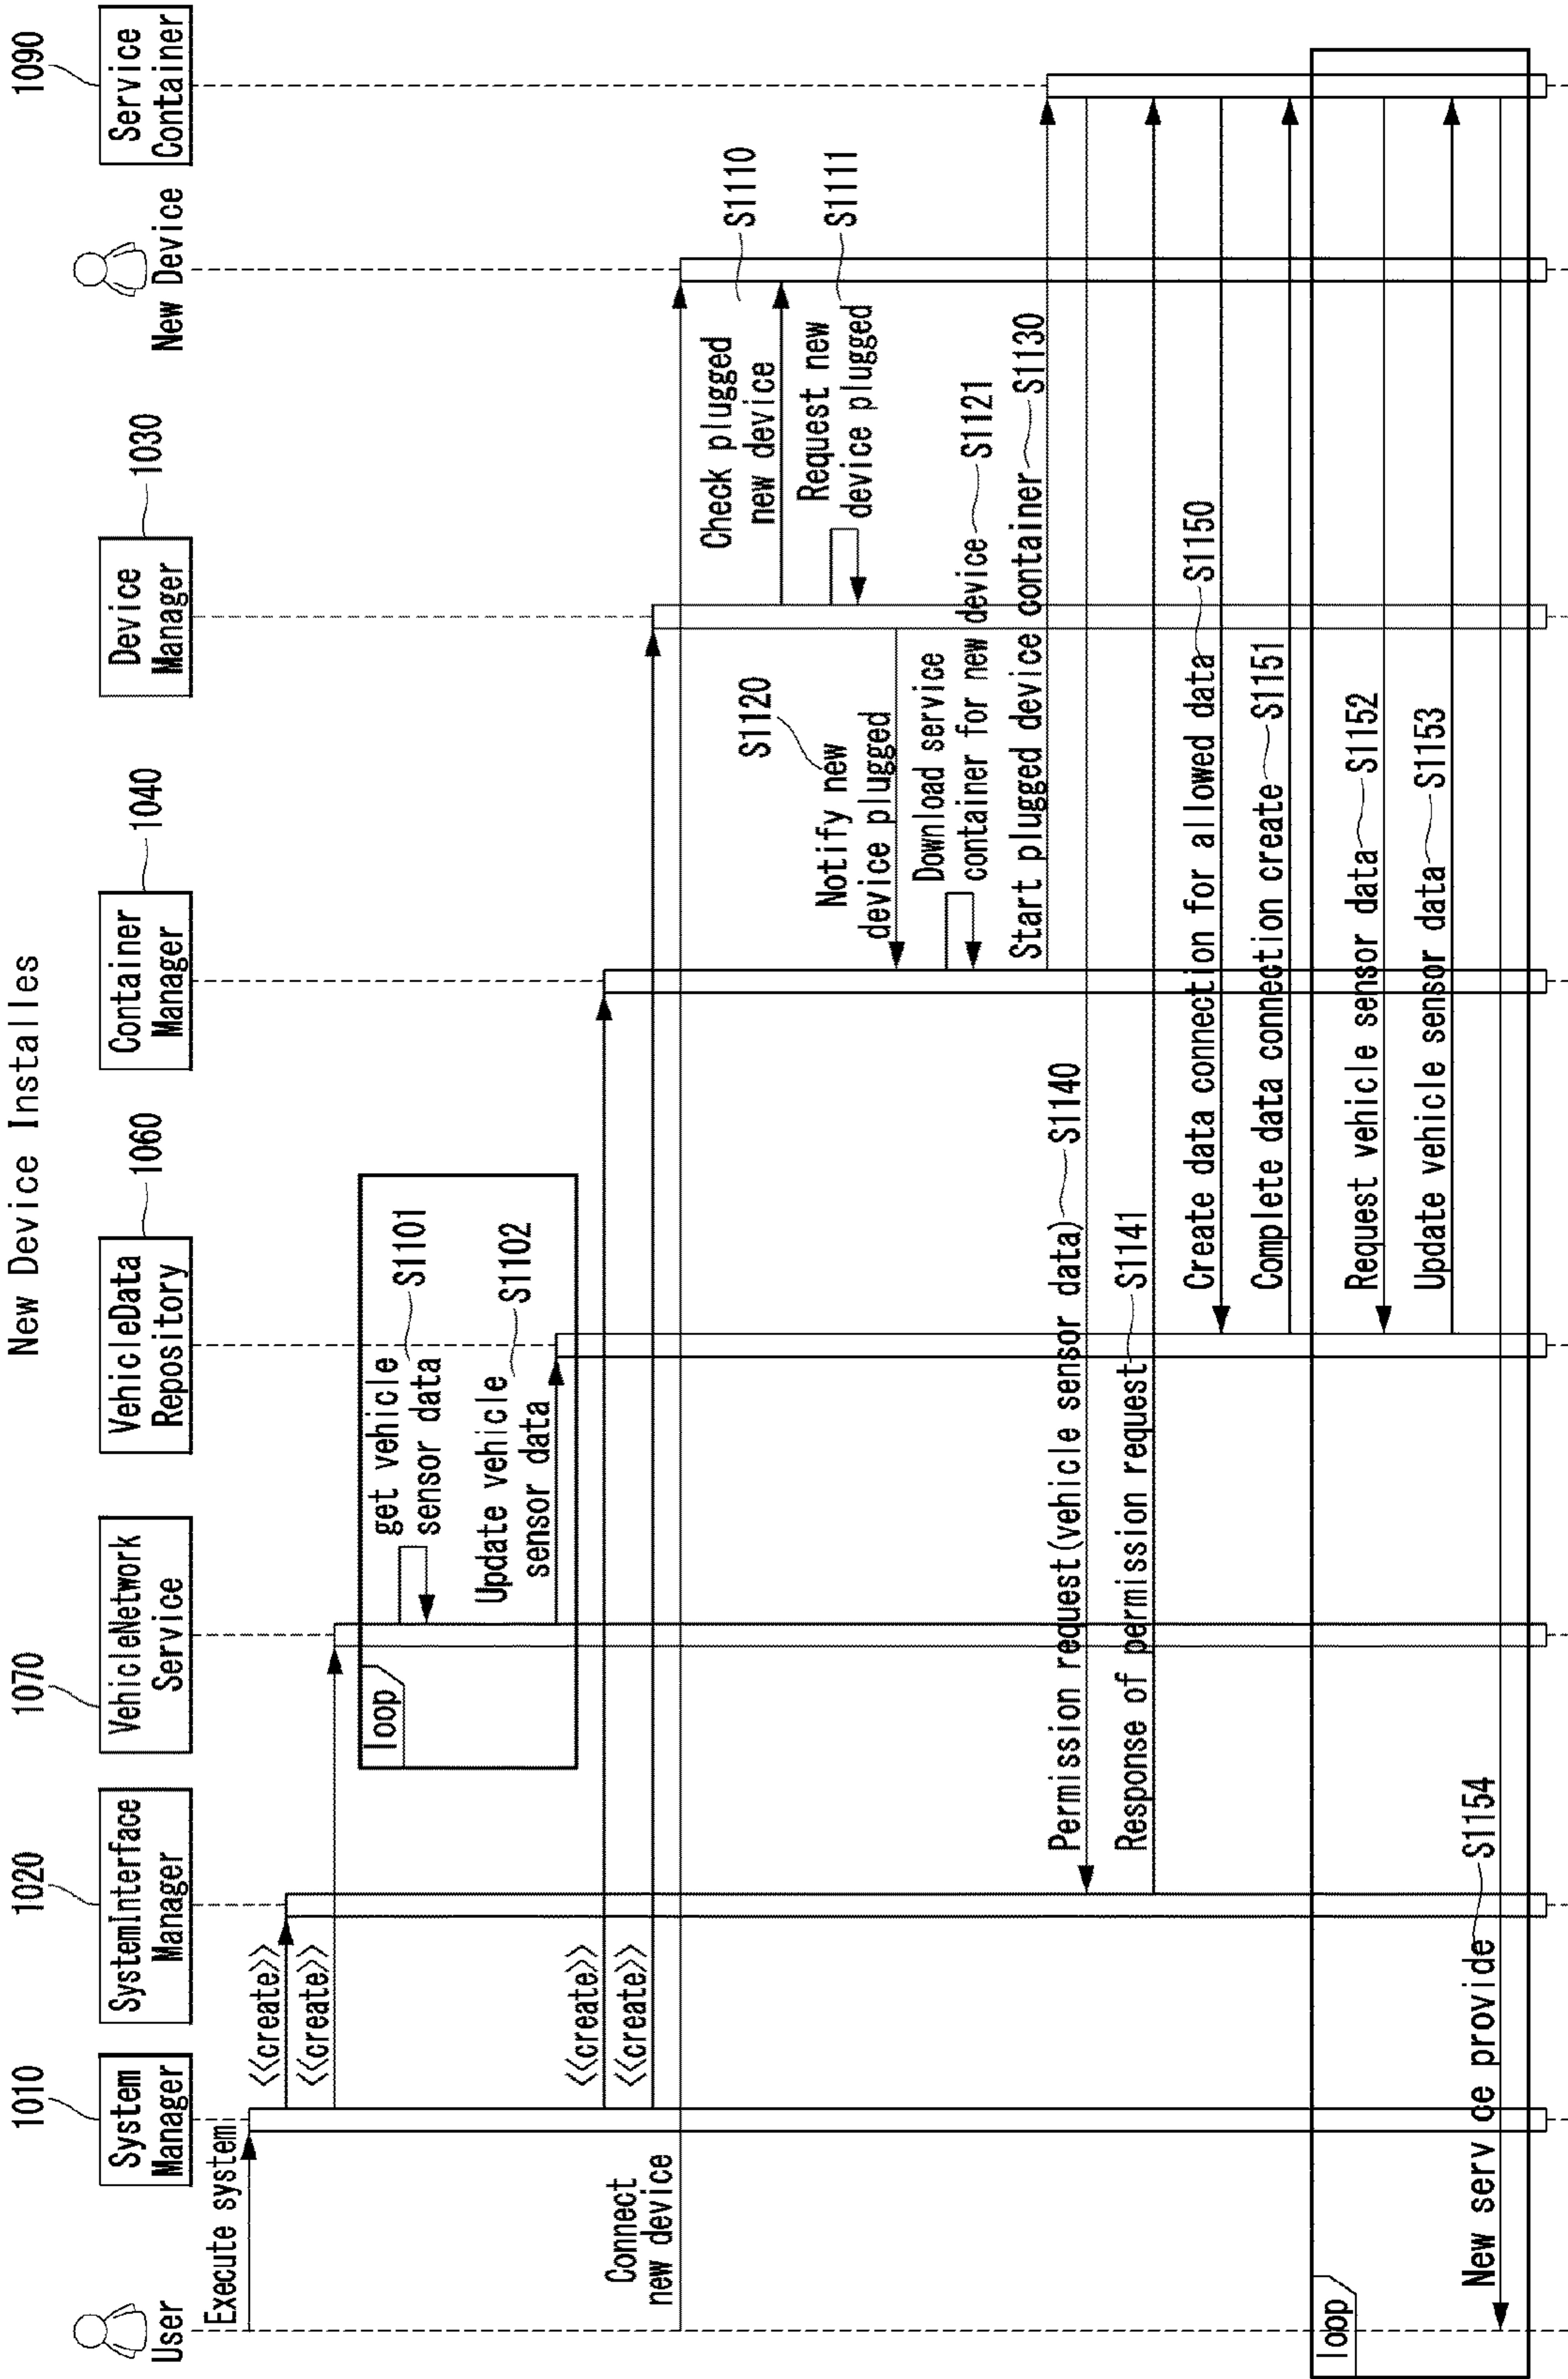 New Device Installes
User
1010
System
Manager
1020
SystemInterface
Manager
1070
VehicleNetwork
Service
1060
VehicleData
Repository
1040
Container
Manager
1030
Device
Manager
New Device
1090
Service
Container
Execute system
<<create>>
<<create>>
loop
get vehicle
sensor data
S1101
Update vehicle
sensor data
S1102
<<create>>
<<create>>
Connect
new device
Check plugged
new device
S1110
Request new
device plugged
S1111
S1120
Notify new
device plugged
Download service
container for new device
S1121
Start plugged device container
S1130
Permission request(vehicle sensor data)
S1140
Response of permission request
S1141
Create data connection for allowed data
S1150
Complete data connection create
S1151
loop
Request vehicle sensor data
S1152
Update vehicle sensor data
S1153
New serv ce provide
S1154